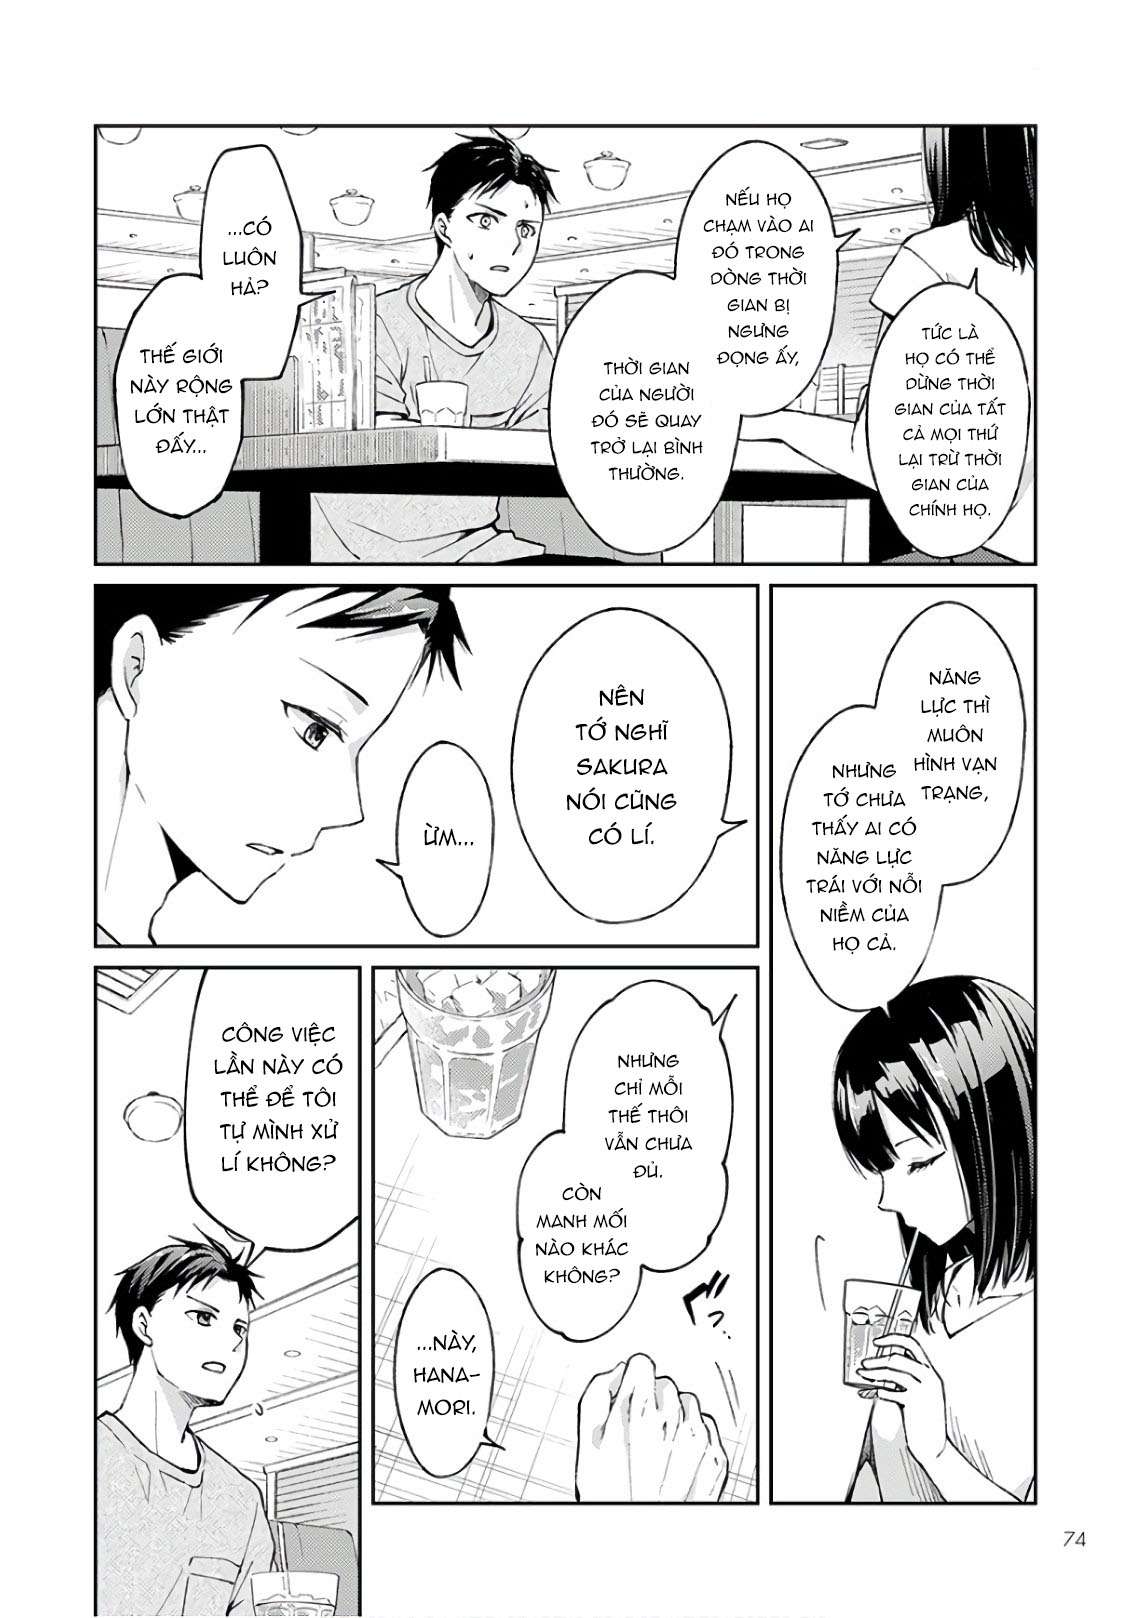 TỨC LÀ
HỌ CÓ THỂ
DỪNG THỜI
GIAN CỦA TẤT
CẢ MỌI THỨ
LẠI TRỪ THỜI
GIAN CỦA
CHÍNH HỌ.
NẾU HỌ
CHẠM VÀO AI
ĐÓ TRONG
DÒNG THỜI
GIAN BỊ
NGƯNG
ĐỌNG ẤY,
THỜI GIAN
CỦA NGƯỜI
ĐÓ SẼ QUAY
TRỞ LẠI BÌNH
THƯỜNG.
...CÓ
LUÔN
HẢ?
THẾ GIỚI
NÀY RỘNG
LỚN THẬT
ĐẤY...
NĂNG
LỰC THÌ
MUÔN
HÌNH VẠN
TRẠNG,
NHƯNG
TỚ CHƯA
THẤY AI CÓ
NĂNG LỰC
TRÁI VỚI NỖI
NIỀM CỦA
HỌ CẢ.
NÊN
TỚ NGHĨ
SAKURA
NÓI CŨNG
CÓ LÍ.
ỪM...
NHƯNG
CHỈ MỖI
THẾ THÔI
VẪN CHƯA
ĐỦ.
CÒN
MANH MỐI
NÀO KHÁC
KHÔNG?
...NÀY,
HANA-
MORI.
CÔNG VIỆC
LẦN NÀY CÓ
THỂ ĐỂ TÔI
TỰ MÌNH XỬ
LÍ KHÔNG?
74